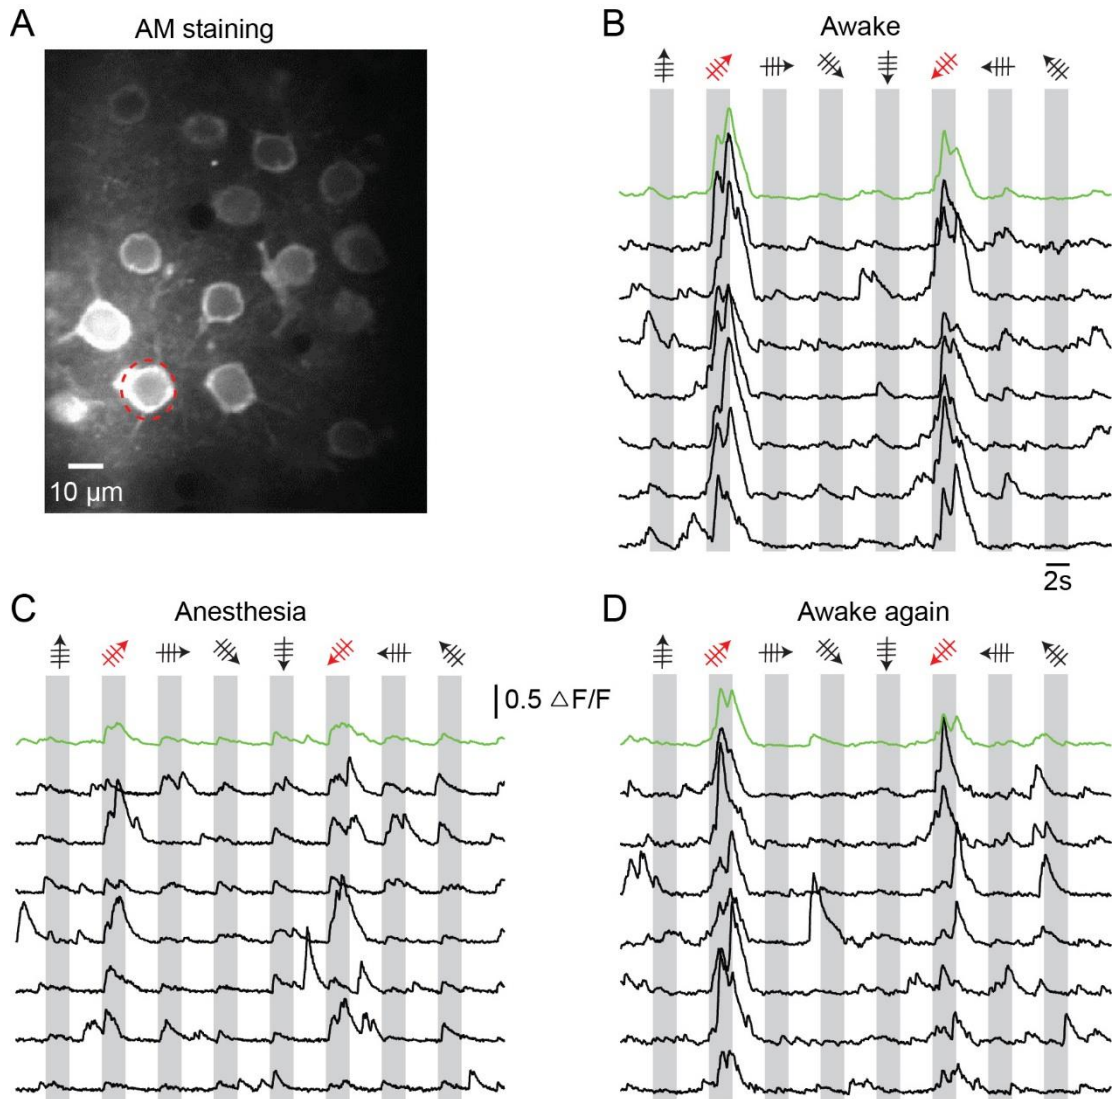 A
AM staining
10 µm
B
Awake
2s
C
Anesthesia
0.5 △F/F
D
Awake again